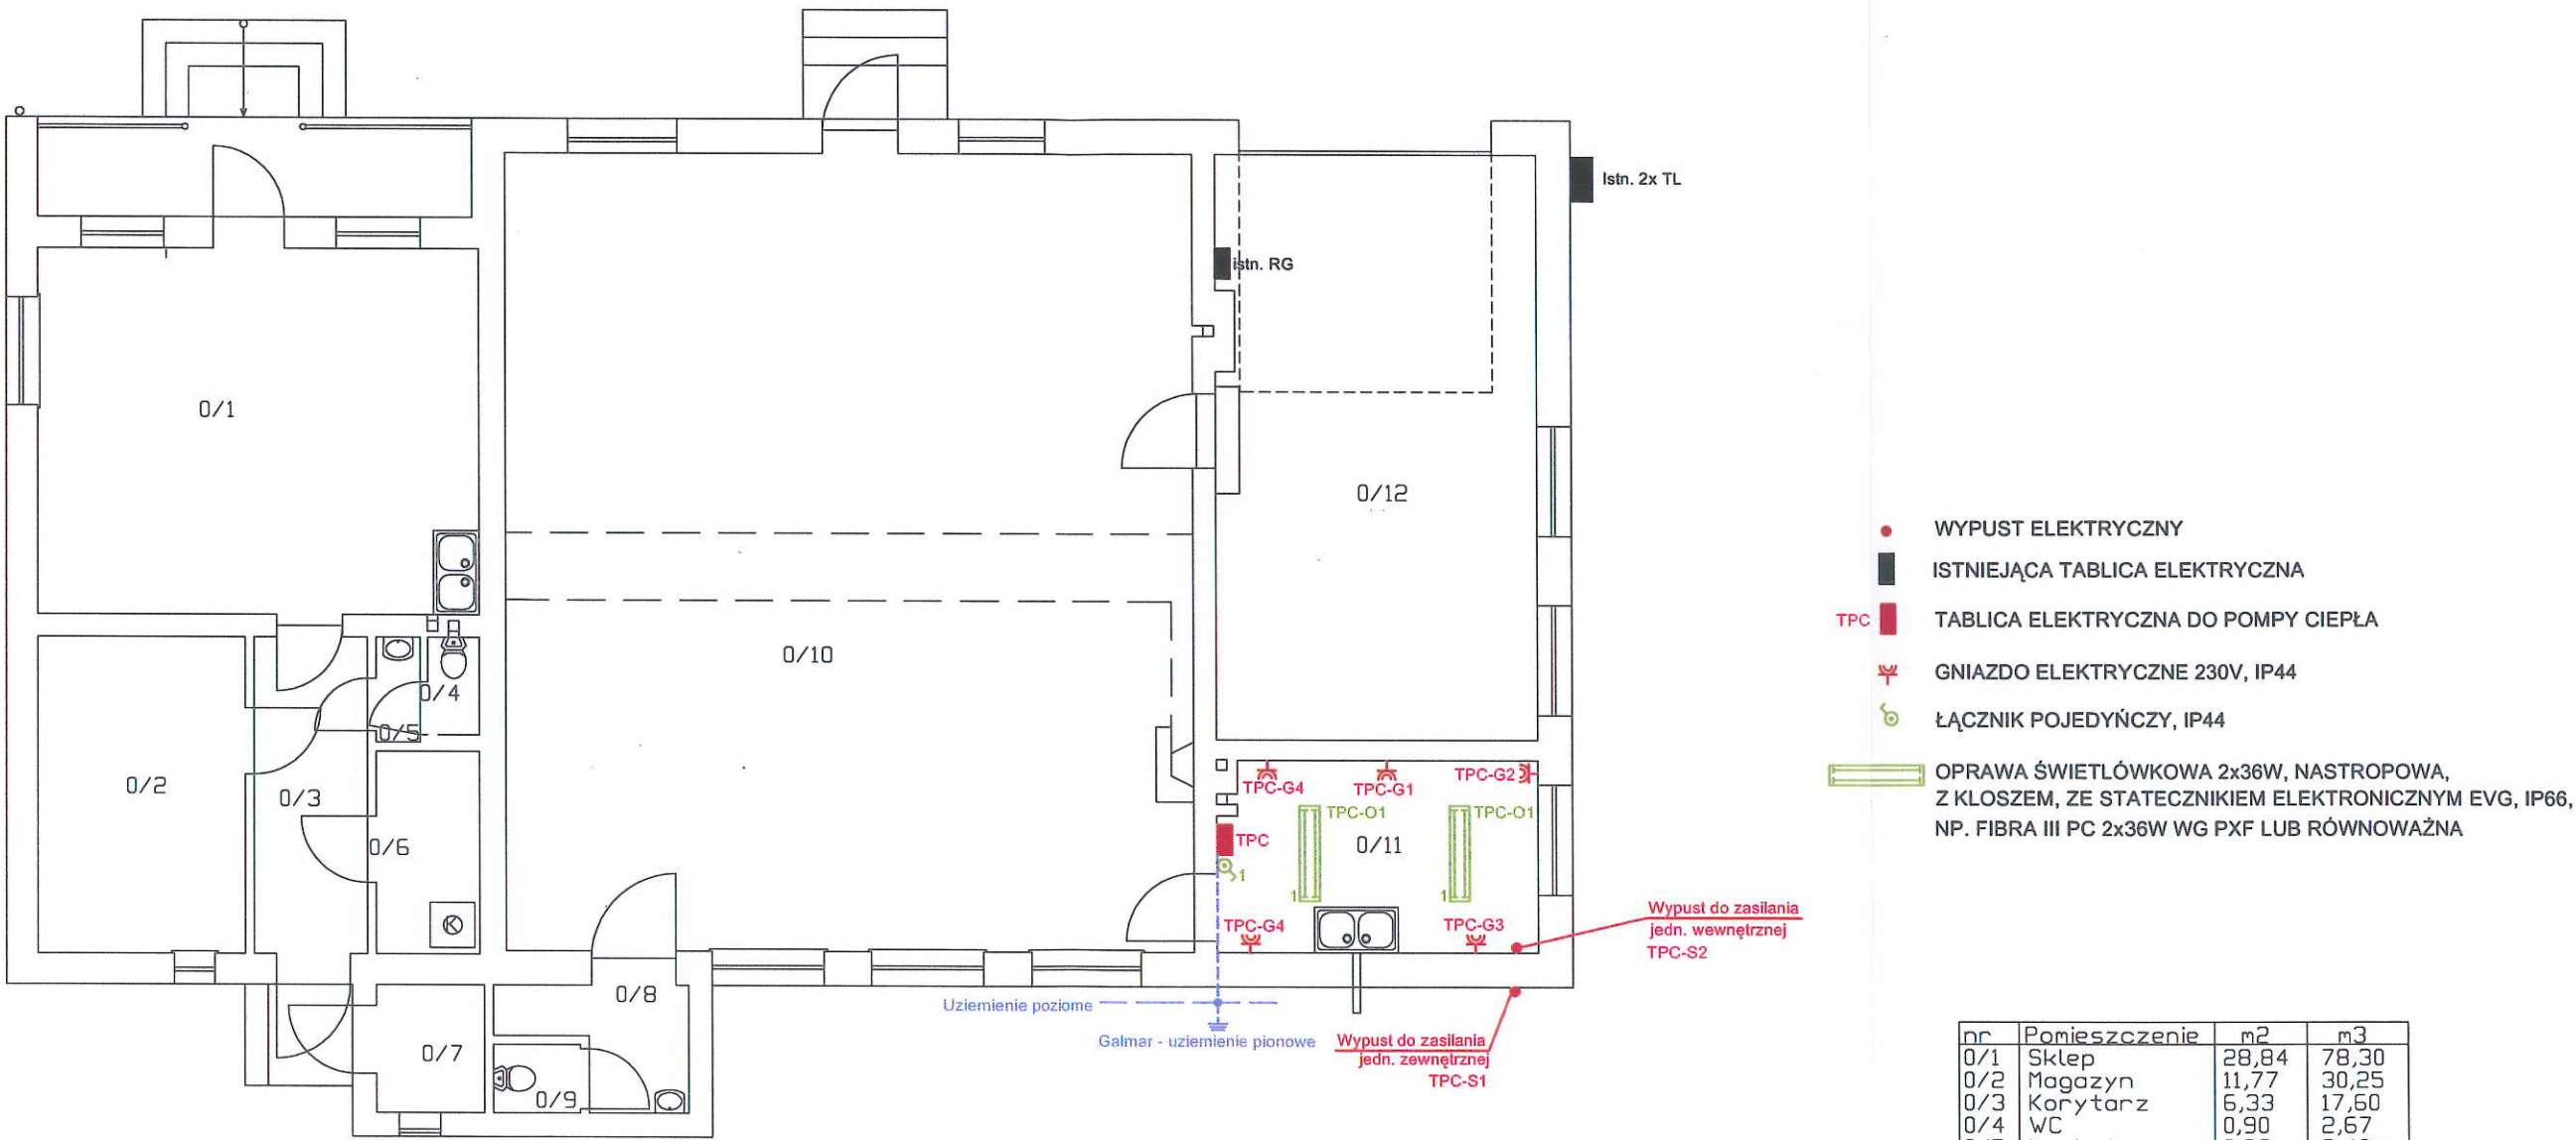 Istn. 2x TL
istn. RG
0/1
0/12
0/10
0/4
0/5
0/2
0/3
0/6
TPC-G4
TPC-G1
TPC-G2
TPC-O1
TPC-O1
TPC
0/11
1
1
1
TPC-G4
TPC-G3
Wypust do zasilania
jedn. wewnętrznej
TPC-S2
0/8
Uziemienie poziome
Galmar - uziemienie pionowe
Wypust do zasilania
jedn. zewnętrznej
TPC-S1
0/7
0/9
K
WYPUST ELEKTRYCZNY
ISTNIEJĄCA TABLICA ELEKTRYCZNA
TPC TABLICA ELEKTRYCZNA DO POMPY CIEPŁA
GNIAZDO ELEKTRYCZNE 230V, IP44
ŁĄCZNIK POJEDYŃCZY, IP44
OPRAWA ŚWIETLÓWKOWA 2x36W, NASTROPOWA,
Z KLOSZEM, ZE STATECZNIKIEM ELEKTRONICZNYM EVG, IP66,
NP. FIBRA III PC 2x36W WG PXF LUB RÓWNOWAŻNA
nr Pomieszczenie m2 m3
0/1 Sklep 28,84 78,30
0/2 Magazyn 11,77 30,25
0/3 Korytarz 6,33 17,60
0/4 WC 0,90 2,67